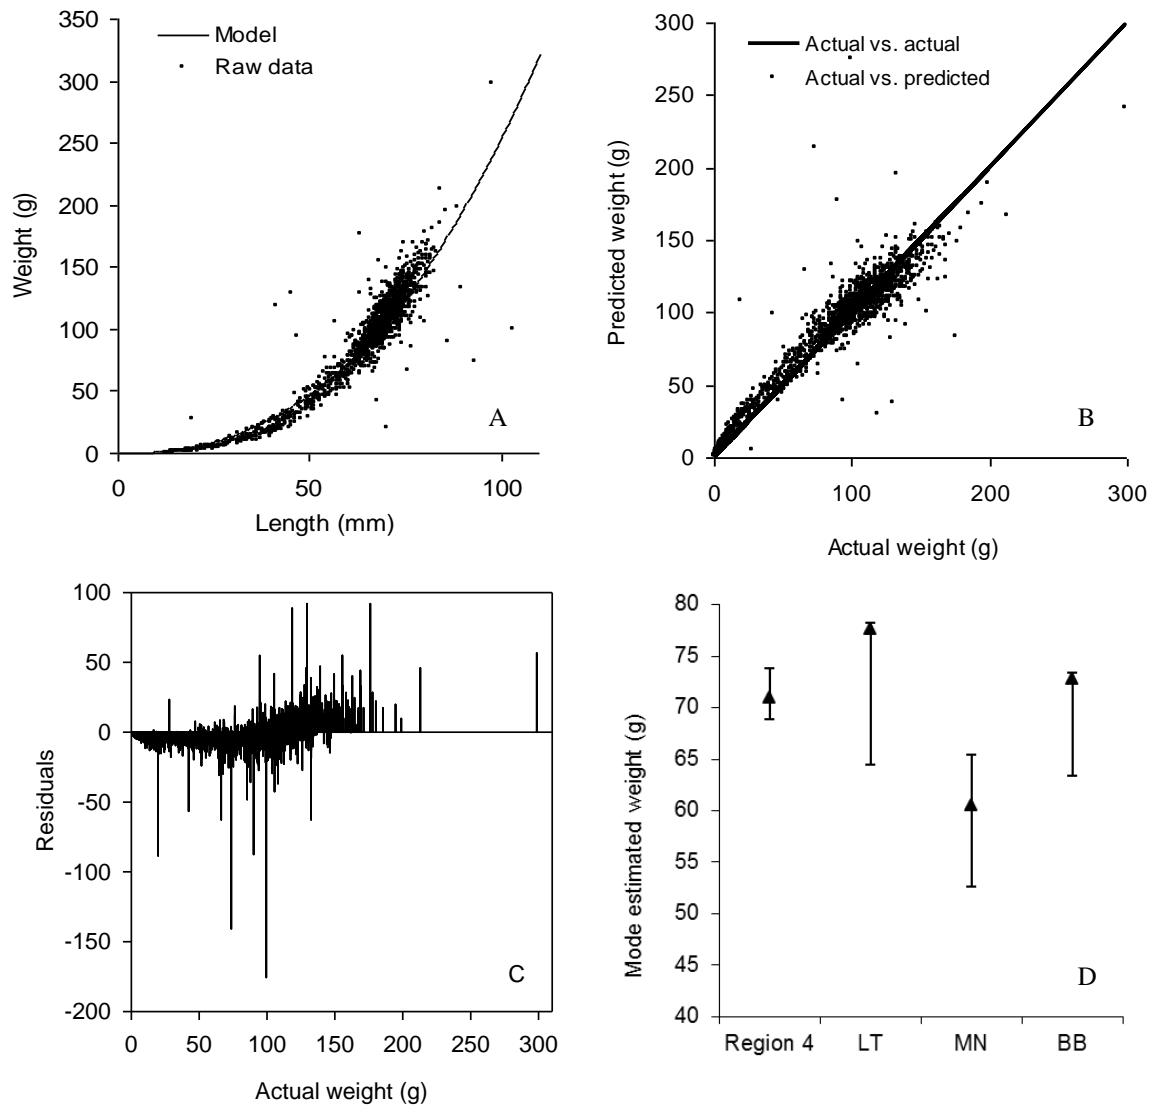 350
300
250
200
150
100
50
0
Weight (g)
Model
Raw data
A
0
50
100
Length (mm)
300
250
200
150
100
50
0
Predicted weight (g)
Actual vs. actual
Actual vs. predicted
B
0
100
200
300
Actual weight (g)
100
50
0
-50
-100
-150
-200
Residuals
C
0
50
100
150
200
250
300
Actual weight (g)
80
75
70
65
60
55
50
45
40
Mode estimated weight (g)
D
Region 4
LT
MN
BB